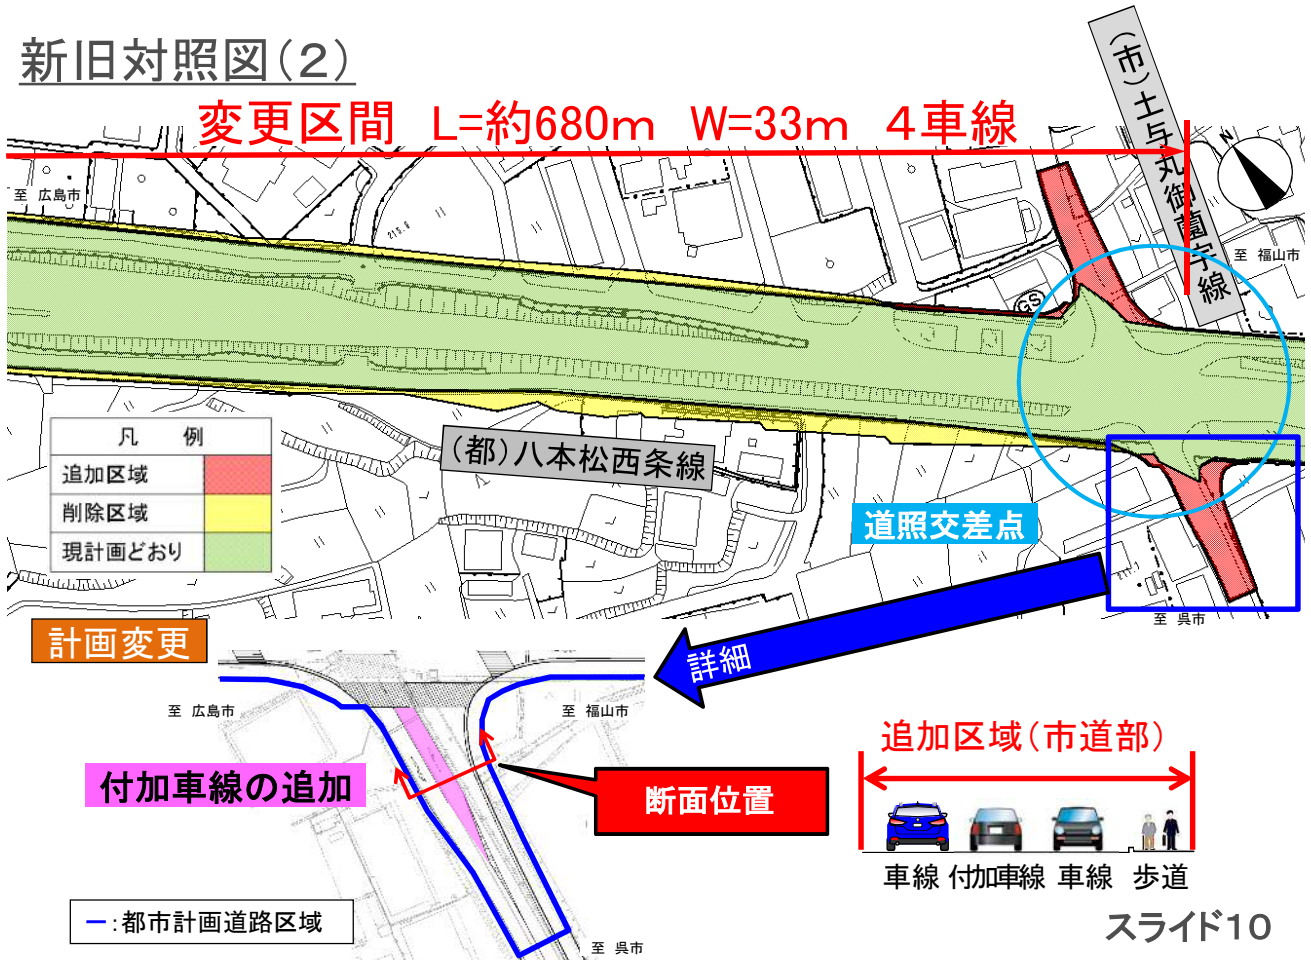 新旧対照図(2)
変更区間 L=約680m W=33m 4車線
(市)土与丸御薗宇線
N
至 広島市
至 福山市
218.6
GS
(都)八本松西条線
凡 例
追加区域
削除区域
現計画どおり
道照交差点
至 呉市
計画変更
詳細
至 広島市
至 福山市
付加車線の追加
断面位置
追加区域(市道部)
車線 付加車線 車線 歩道
ー:都市計画道路区域
至 呉市
スライド10